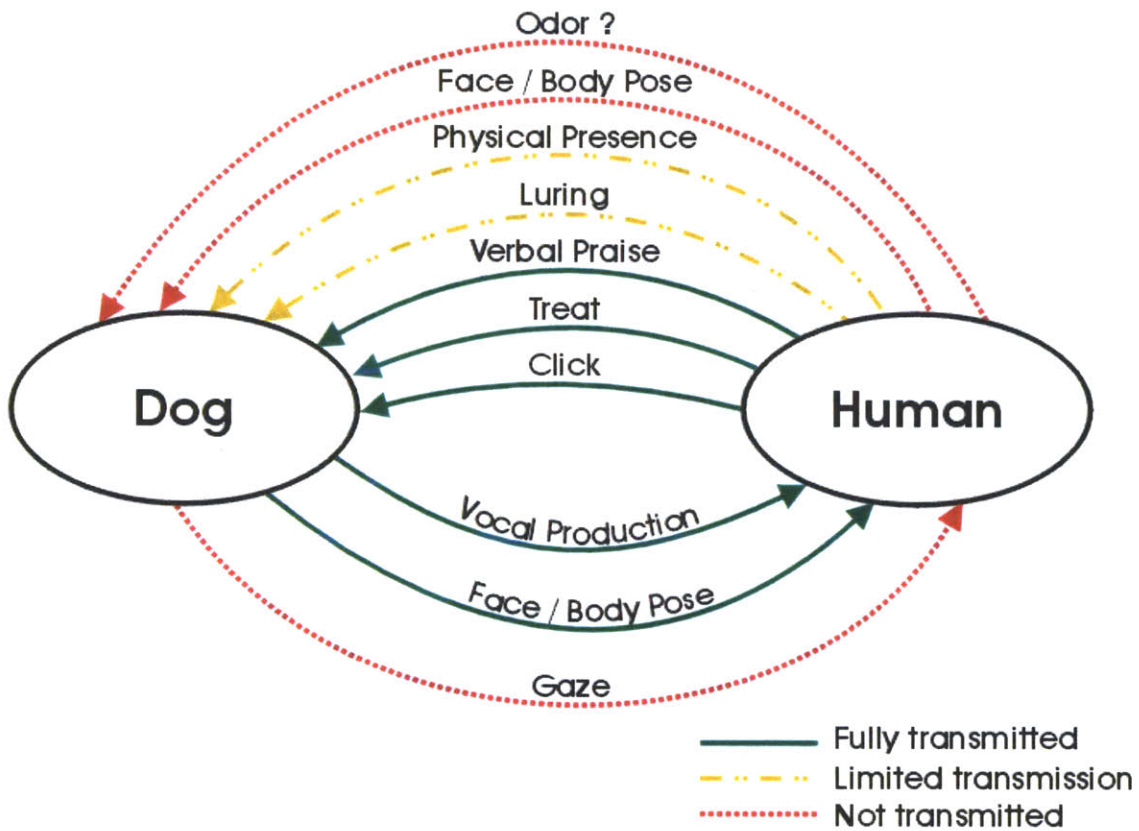 Odor ?
Face / Body Pose
Physical Presence
Luring
Verbal Praise
Treat
Click
Dog
Human
Vocal Production
Face / Body Pose
Gaze
Fully transmitted
Limited transmission
Not transmitted